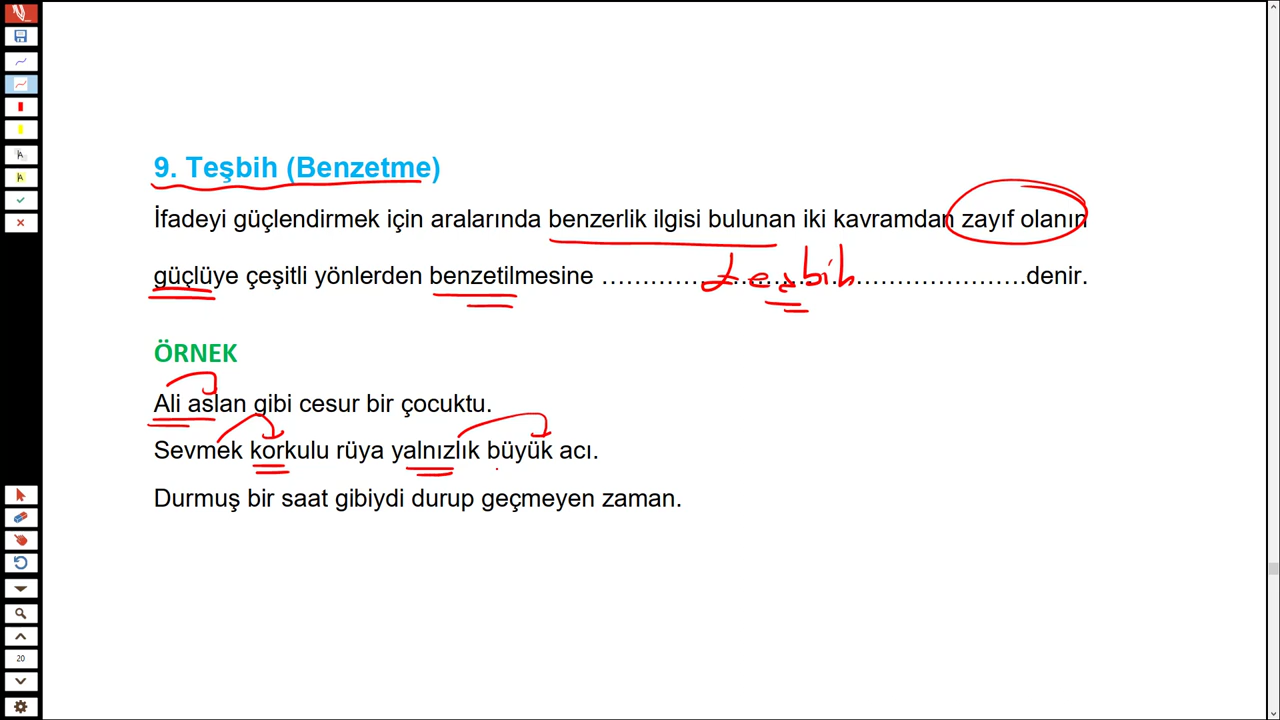 9. Teşbih (Benzetme)
İfadeyi güçlendirmek için aralarında benzerlik ilgisi bulunan iki kavramdan zayıf olanın
güçlüye çeşitli yönlerden benzetilmesine ............teşbih.....................denir.
ÖRNEK
Ali aslan gibi cesur bir çocuktu.
Sevmek korkulu rüya yalnızlık büyük acı.
Durmuş bir saat gibiydi durup geçmeyen zaman.
20